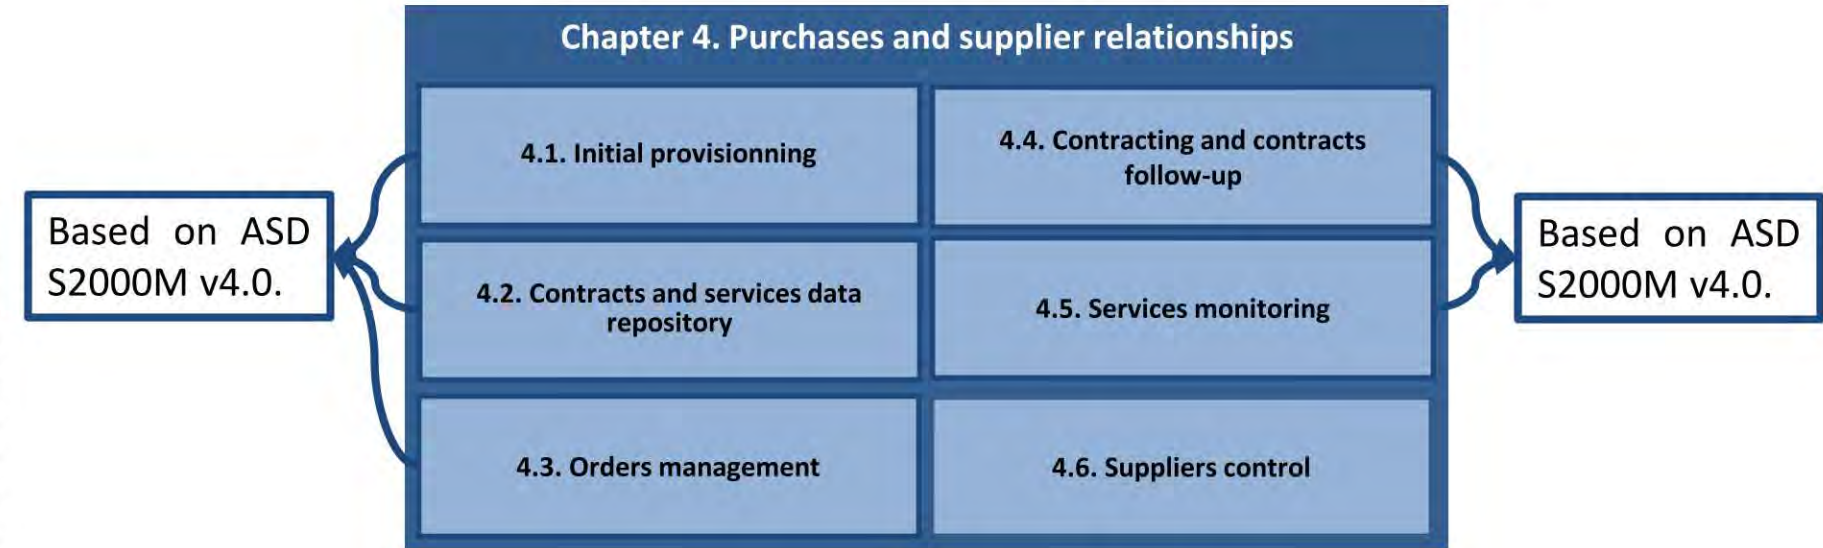 Chapter 4. Purchases and supplier relationships
Based on ASD
S2000M v4.0.
4.1. Initial provisionning
4.2. Contracts and services data
repository
4.3. Orders management
4.4. Contracting and contracts
follow-up
4.5. Services monitoring
4.6. Suppliers control
Based on ASD
S2000M v4.0.